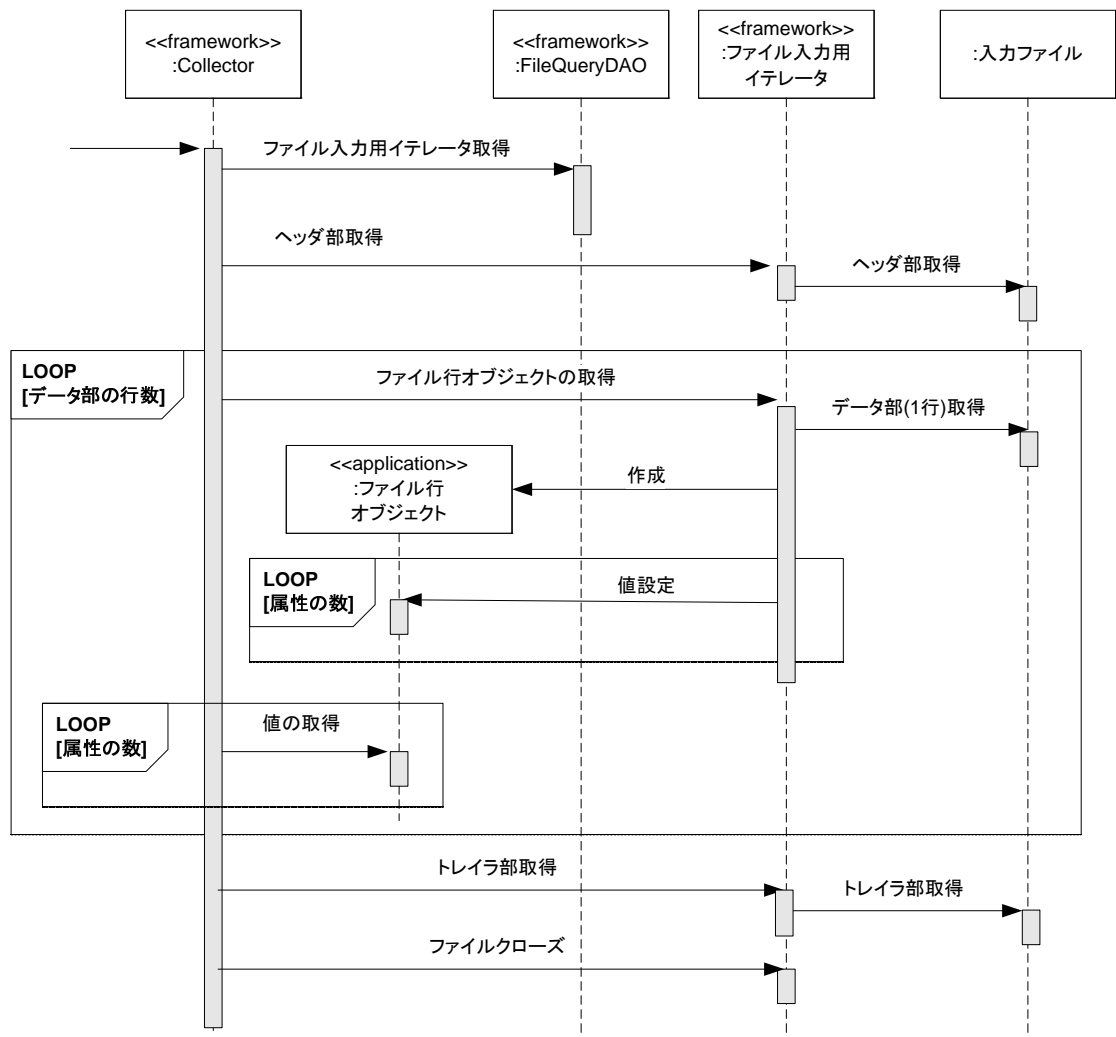 <<framework>>
:Collector
<<framework>>
:FileQueryDAO
<<framework>>
:ファイル入力用
イテレータ
:入力ファイル
ファイル入力用イテレータ取得
ヘッダ部取得
ヘッダ部取得
LOOP
[データ部の行数]
ファイル行オブジェクトの取得
データ部(1行)取得
<<application>>
:ファイル行
オブジェクト
作成
LOOP
[属性の数]
値設定
LOOP
[属性の数]
値の取得
トレイラ部取得
トレイラ部取得
ファイルクローズ